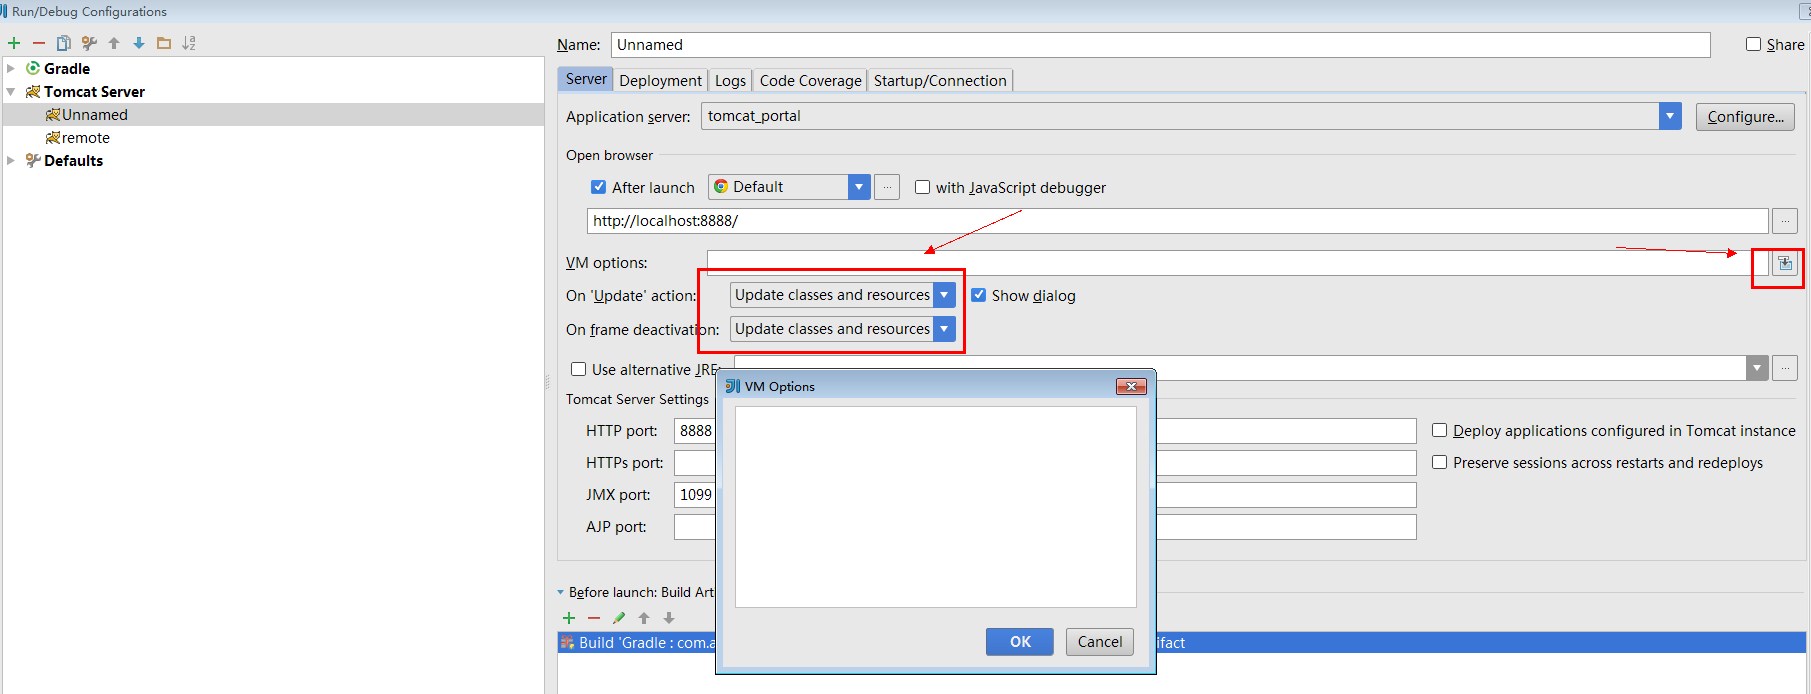 Run/Debug Configurations
Gradle
Tomcat Server
Unnamed
remote
Defaults
Name: Unnamed
Share
Server Deployment Logs Code Coverage Startup/Connection
Application server: tomcat_portal Configure...
Open browser
After launch Default ... with JavaScript debugger
http://localhost:8888/ ...
VM options:
On 'Update' action: Update classes and resources Show dialog
On frame deactivation: Update classes and resources
Use alternative JRE: ...
VM Options
Tomcat Server Settings
HTTP port: 8888 Deploy applications configured in Tomcat instance
HTTPs port: Preserve sessions across restarts and redeploys
JMX port: 1099
AJP port:
Before launch: Build Art
OK Cancel
Build 'Gradle : com.a ifact